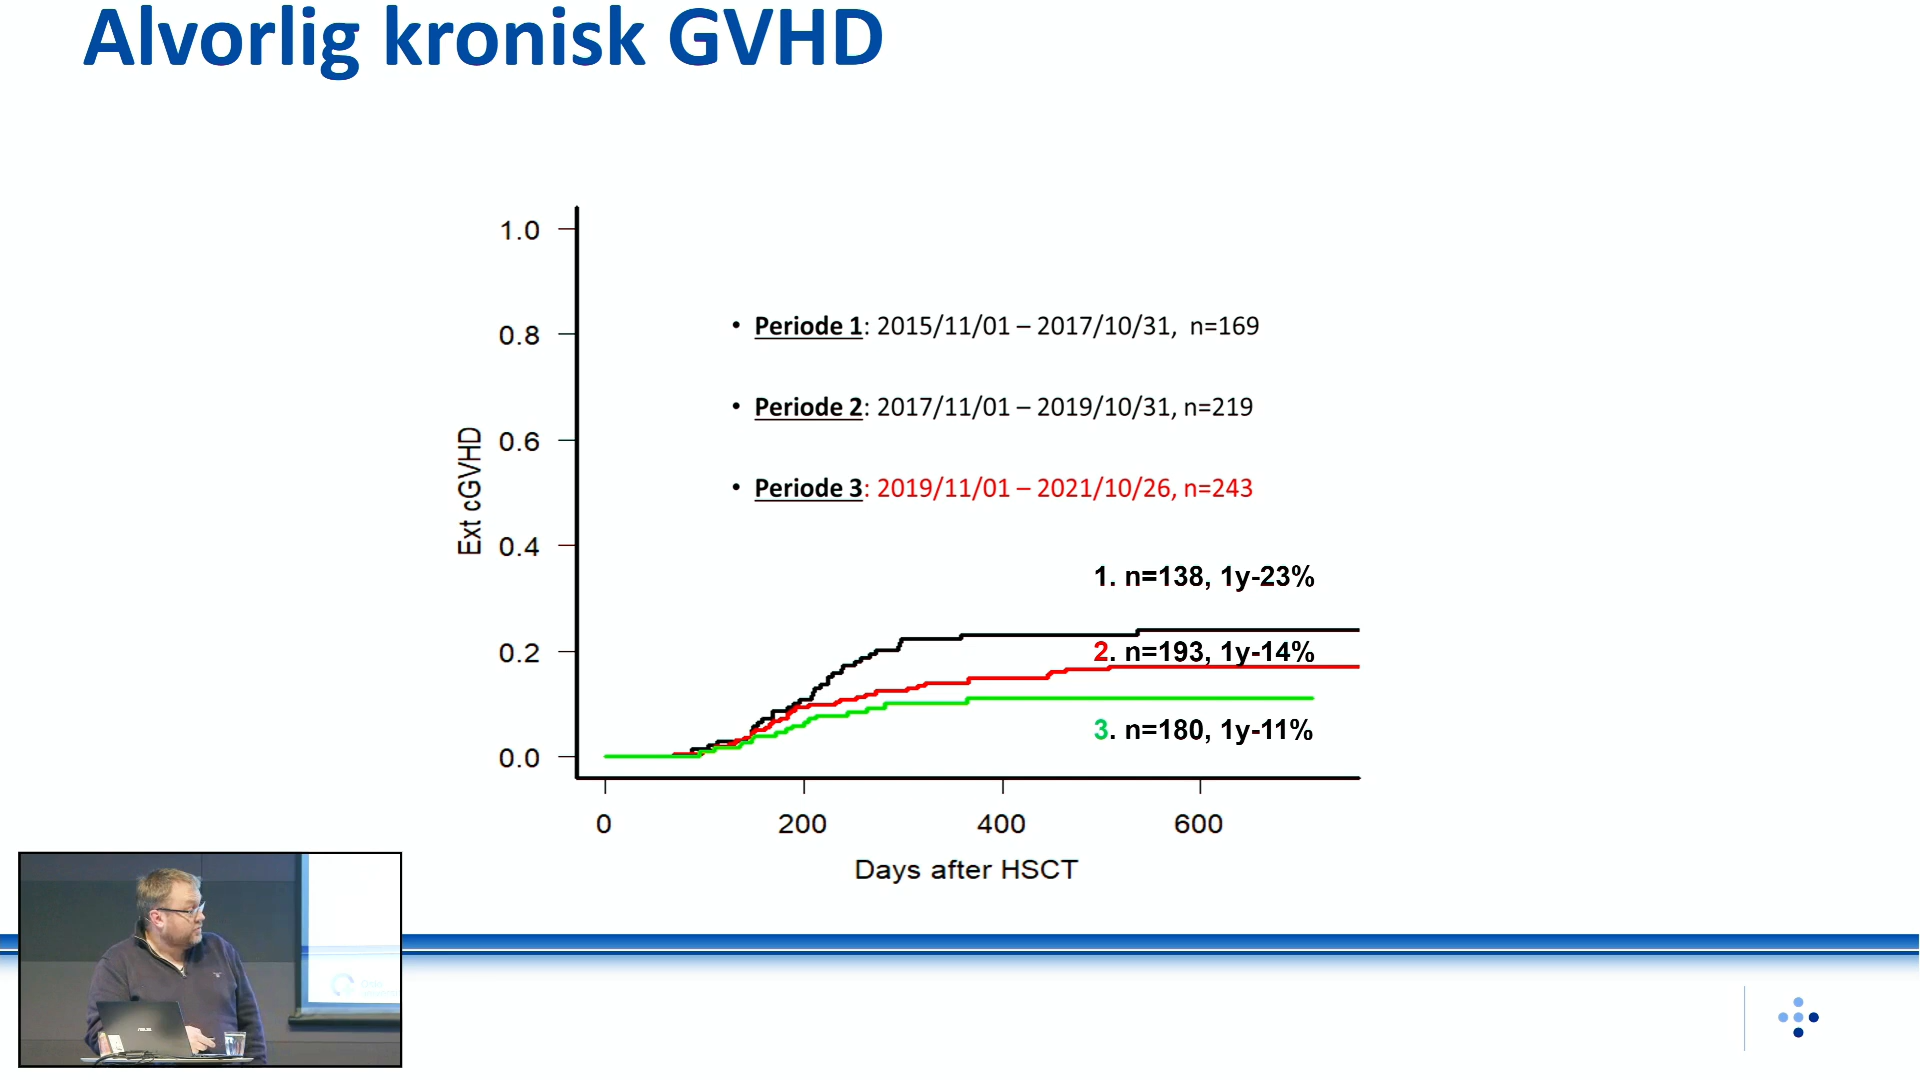 Alvorlig kronisk GVHD
1.0
0.8
0.6
0.4
0.2
0.0
Ext cGVHD
• Periode 1: 2015/11/01 – 2017/10/31, n=169
• Periode 2: 2017/11/01 – 2019/10/31, n=219
• Periode 3: 2019/11/01 – 2021/10/26, n=243
1. n=138, 1y-23%
2. n=193, 1y-14%
3. n=180, 1y-11%
0 200 400 600
Days after HSCT